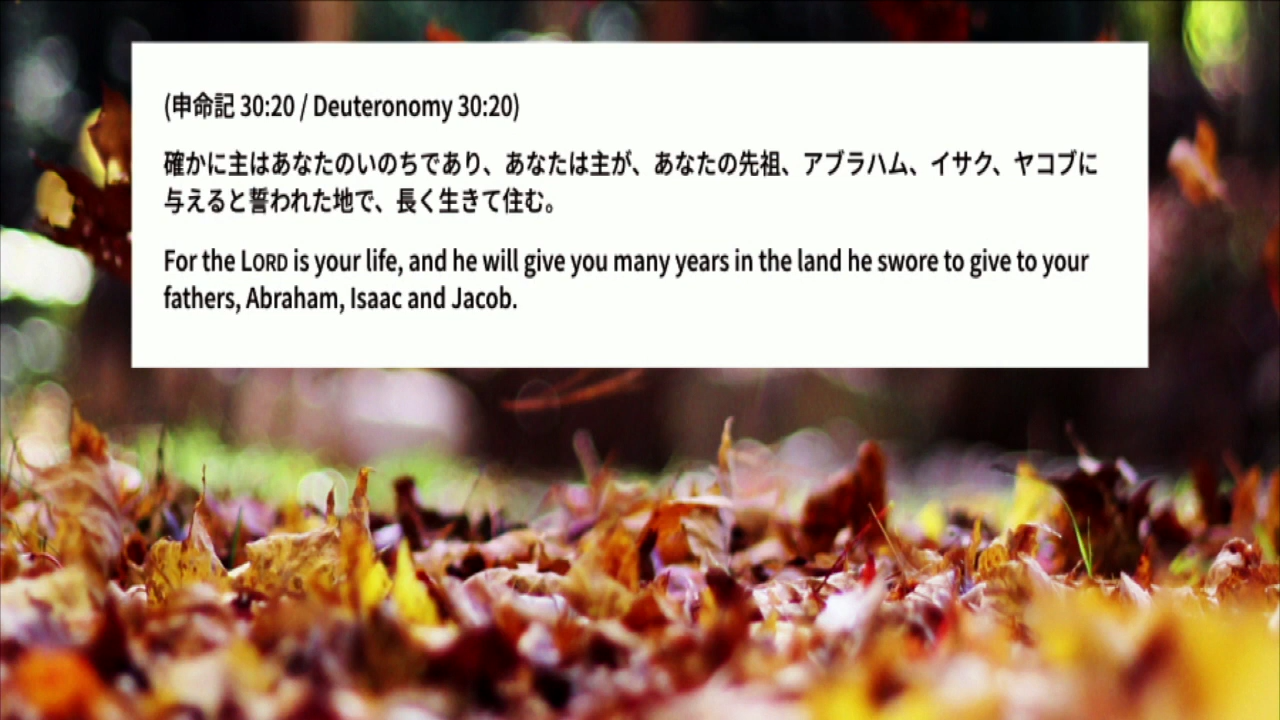 (申命記 30:20 / Deuteronomy 30:20)
確かに主はあなたのいのちであり、あなたは主が、あなたの先祖、アブラハム、イサク、ヤコブに
与えると誓われた地で、長く生きて住む。
For the LORD is your life, and he will give you many years in the land he swore to give to your
fathers, Abraham, Isaac and Jacob.